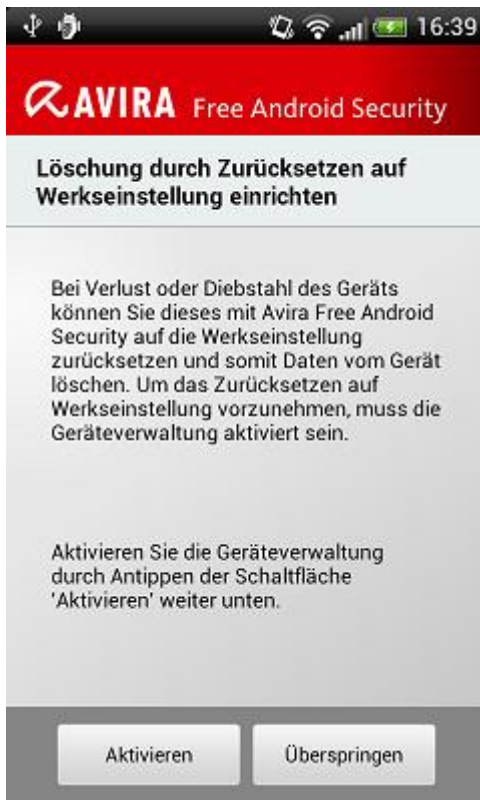 16:39
AVIRA Free Android Security
Löschung durch Zurücksetzen auf
Werkseinstellung einrichten
Bei Verlust oder Diebstahl des Geräts
können Sie dieses mit Avira Free Android
Security auf die Werkseinstellung
zurücksetzen und somit Daten vom Gerät
löschen. Um das Zurücksetzen auf
Werkseinstellung vorzunehmen, muss die
Geräteverwaltung aktiviert sein.
Aktivieren Sie die Geräteverwaltung
durch Antippen der Schaltfläche
'Aktivieren' weiter unten.
Aktivieren Überspringen